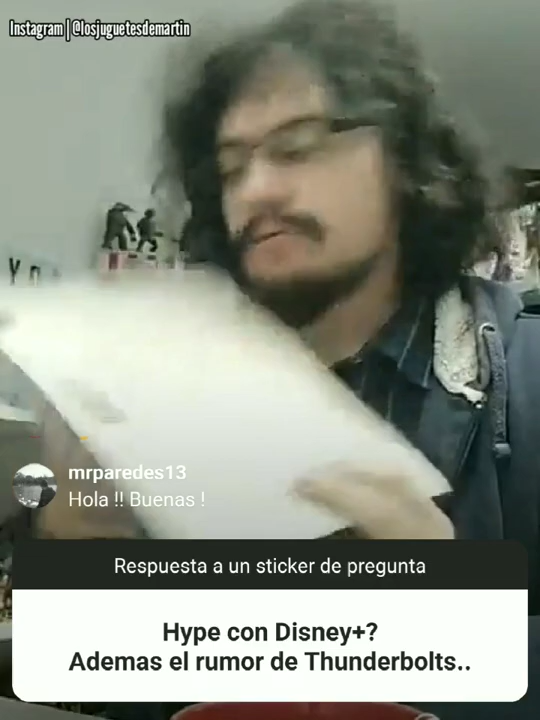 Instagram | @losjuguetesdemartin
mrparedes13
Hola !! Buenas !
Respuesta a un sticker de pregunta
Hype con Disney+?
Ademas el rumor de Thunderbolts..